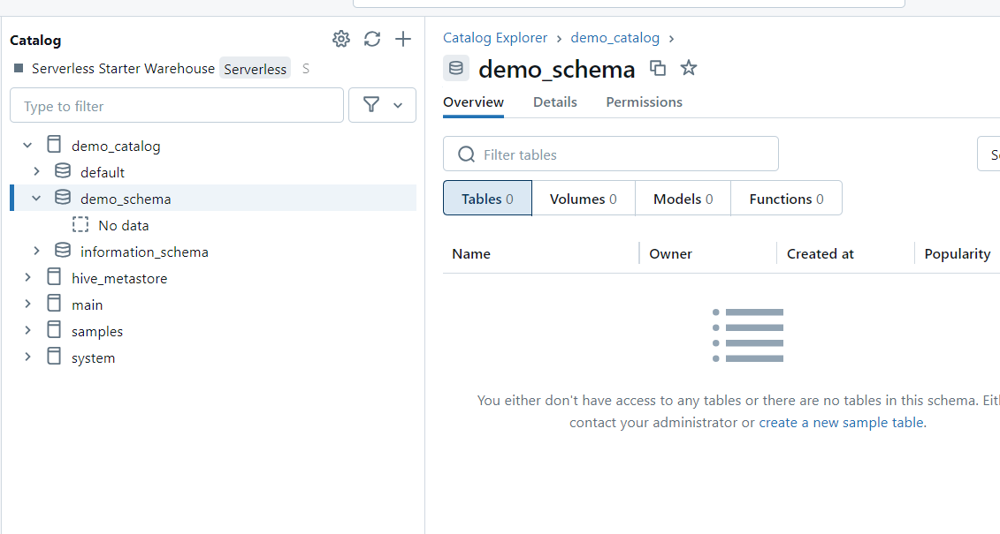 Catalog
Serverless Starter Warehouse Serverless S
Type to filter
demo_catalog
default
demo_schema
No data
information_schema
hive_metastore
main
samples
system
Catalog Explorer › demo_catalog ›
demo_schema
Overview Details Permissions
Filter tables
Tables 0 Volumes 0 Models 0 Functions 0
Name Owner Created at Popularity
You either don't have access to any tables or there are no tables in this schema.
contact your administrator or create a new sample table.